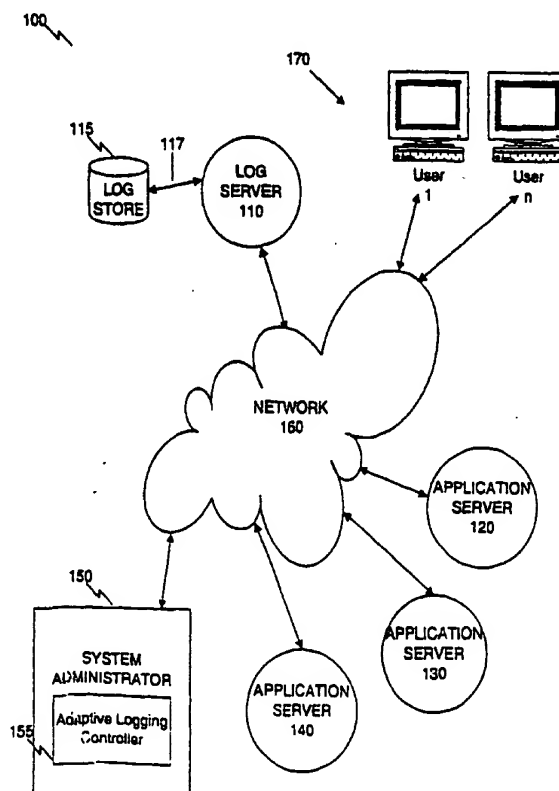 100
170
115
117
LOG
STORE
LOG
SERVER
110
User
1
User
n
NETWORK
160
APPLICATION
SERVER
120
APPLICATION
SERVER
130
APPLICATION
SERVER
140
150
SYSTEM
ADMINISTRATOR
155
Adaptive Logging
Controller